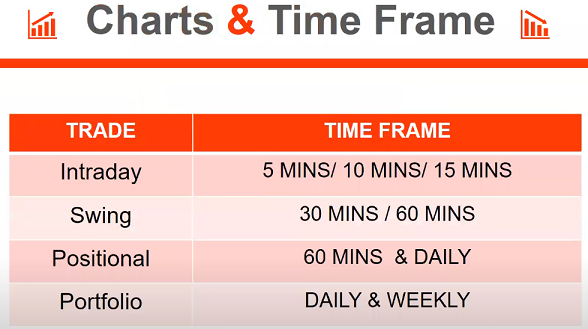 Charts & Time Frame
TRADE TIME FRAME
Intraday 5 MINS/ 10 MINS/ 15 MINS
Swing 30 MINS / 60 MINS
Positional 60 MINS & DAILY
Portfolio DAILY & WEEKLY